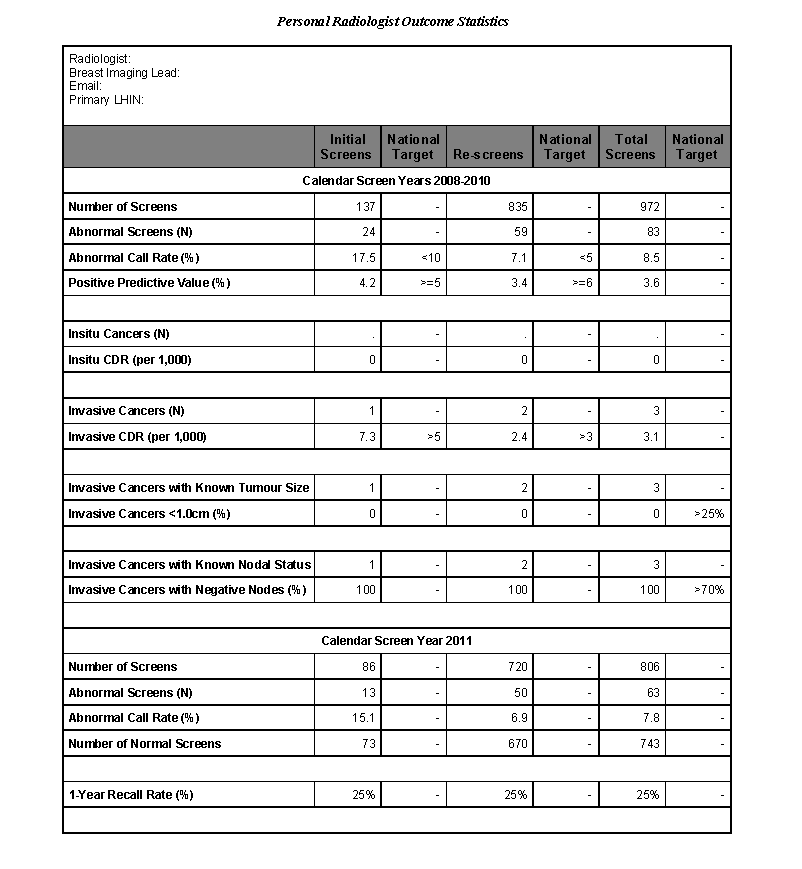 Personal Radiologist Outcome Statistics
Radiologist:
Breast Imaging Lead:
Email:
Primary LHIN:
Initial Screens National Target Re-screens National Target Total Screens National Target
Calendar Screen Years 2008-2010
Number of Screens 137 - 835 - 972 -
Abnormal Screens (N) 24 - 59 - 83 -
Abnormal Call Rate (%) 17.5 <10 7.1 <5 8.5 -
Positive Predictive Value (%) 4.2 >=5 3.4 >=6 3.6 -
Insitu Cancers (N) . - . - . -
Insitu CDR (per 1,000) 0 - 0 - 0 -
Invasive Cancers (N) 1 - 2 - 3 -
Invasive CDR (per 1,000) 7.3 >5 2.4 >3 3.1 -
Invasive Cancers with Known Tumour Size 1 - 2 - 3 -
Invasive Cancers <1.0cm (%) 0 - 0 - 0 >25%
Invasive Cancers with Known Nodal Status 1 - 2 - 3 -
Invasive Cancers with Negative Nodes (%) 100 - 100 - 100 >70%
Calendar Screen Year 2011
Number of Screens 86 - 720 - 806 -
Abnormal Screens (N) 13 - 50 - 63 -
Abnormal Call Rate (%) 15.1 - 6.9 - 7.8 -
Number of Normal Screens 73 - 670 - 743 -
1-Year Recall Rate (%) 25% - 25% - 25% -